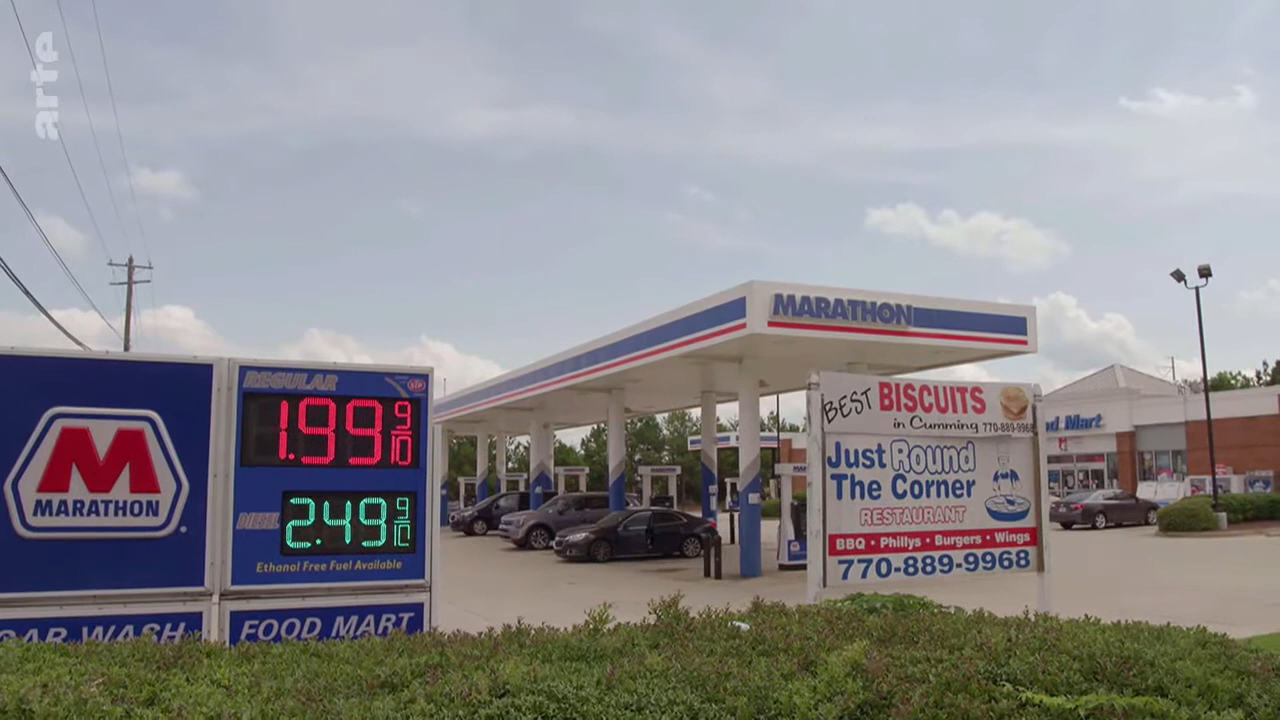 arte
REGULAR
STP
1.99 9/10
M
MARATHON
DIESEL
2.49 9/10
Ethanol Free Fuel Available
CAR WASH
FOOD MART
MARATHON
BEST BISCUITS
in Cumming 770-889-9968
Just Round
The Corner
RESTAURANT
BBQ • Phillys • Burgers • Wings
770-889-9968
d Mart